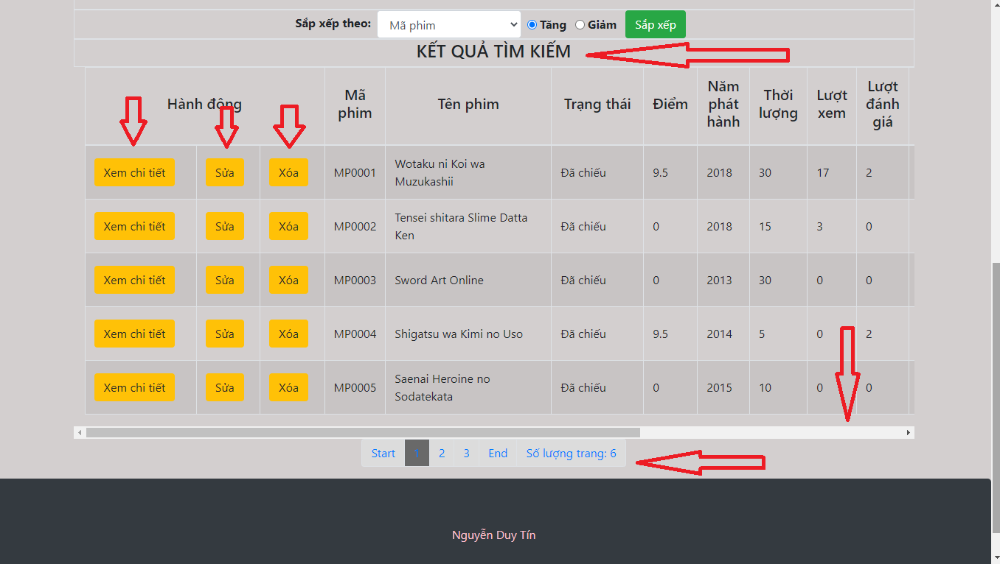 Sắp xếp theo: Mã phim Tăng Giảm Sắp xếp
KẾT QUẢ TÌM KIẾM
Hành động Mã phim Tên phim Trạng thái Điểm Năm phát hành Thời lượng Lượt xem Lượt đánh giá
Xem chi tiết Sửa Xóa MP0001 Wotaku ni Koi wa Muzukashii Đã chiếu 9.5 2018 30 17 2
Xem chi tiết Sửa Xóa MP0002 Tensei shitara Slime Datta Ken Đã chiếu 0 2018 15 3 0
Xem chi tiết Sửa Xóa MP0003 Sword Art Online Đã chiếu 0 2013 30 0 0
Xem chi tiết Sửa Xóa MP0004 Shigatsu wa Kimi no Uso Đã chiếu 9.5 2014 5 0 2
Xem chi tiết Sửa Xóa MP0005 Saenai Heroine no Sodatekata Đã chiếu 0 2015 10 0 0
Start 1 2 3 End Số lượng trang: 6
Nguyễn Duy Tín